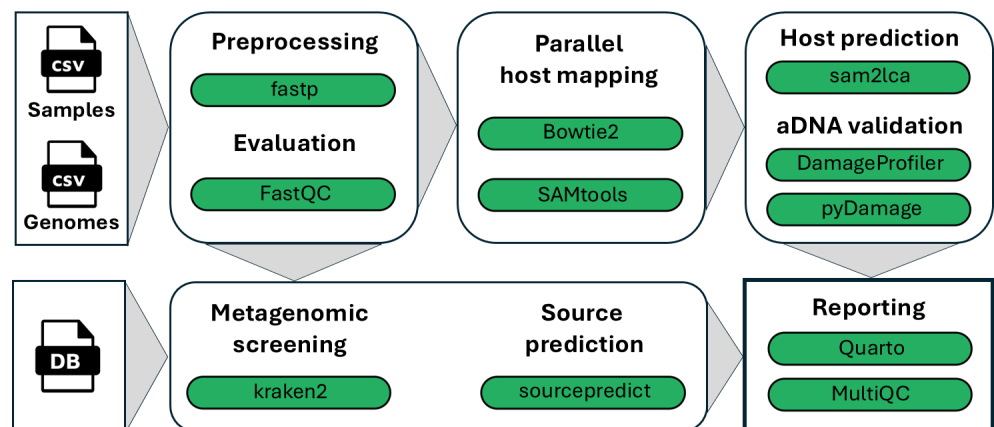 CSV
Samples
CSV
Genomes
Preprocessing
fastp
Evaluation
FastQC
Parallel
host mapping
Bowtie2
SAMtools
Host prediction
sam2lca
aDNA validation
DamageProfiler
pyDamage
DB
Metagenomic
screening
kraken2
Source
prediction
sourcepredict
Reporting
Quarto
MultiQC